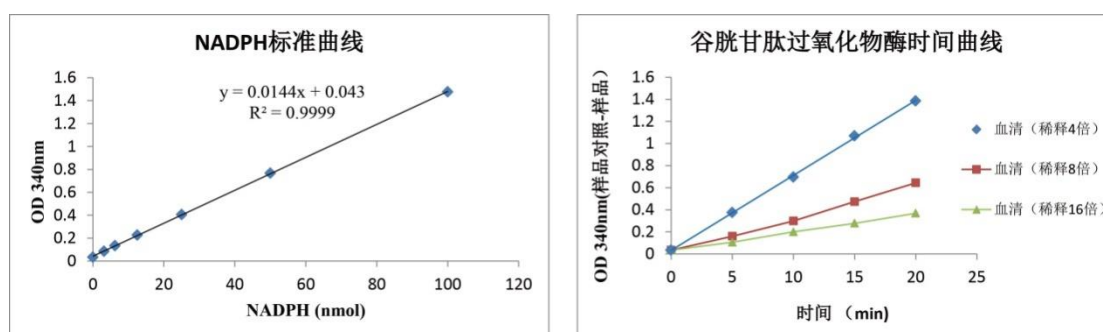 NADPH标准曲线
OD 340nm
1.6
1.4
1.2
1
0.8
0.6
0.4
0.2
0
y = 0.0144x + 0.043
R² = 0.9999
0 20 40 60 80 100 120
NADPH (nmol)
谷胱甘肽过氧化物酶时间曲线
OD 340nm(样品对照-样品)
1.6
1.4
1.2
1
0.8
0.6
0.4
0.2
0
0 5 10 15 20 25
时间 (min)
血清（稀释4倍）
血清（稀释8倍）
血清（稀释16倍）